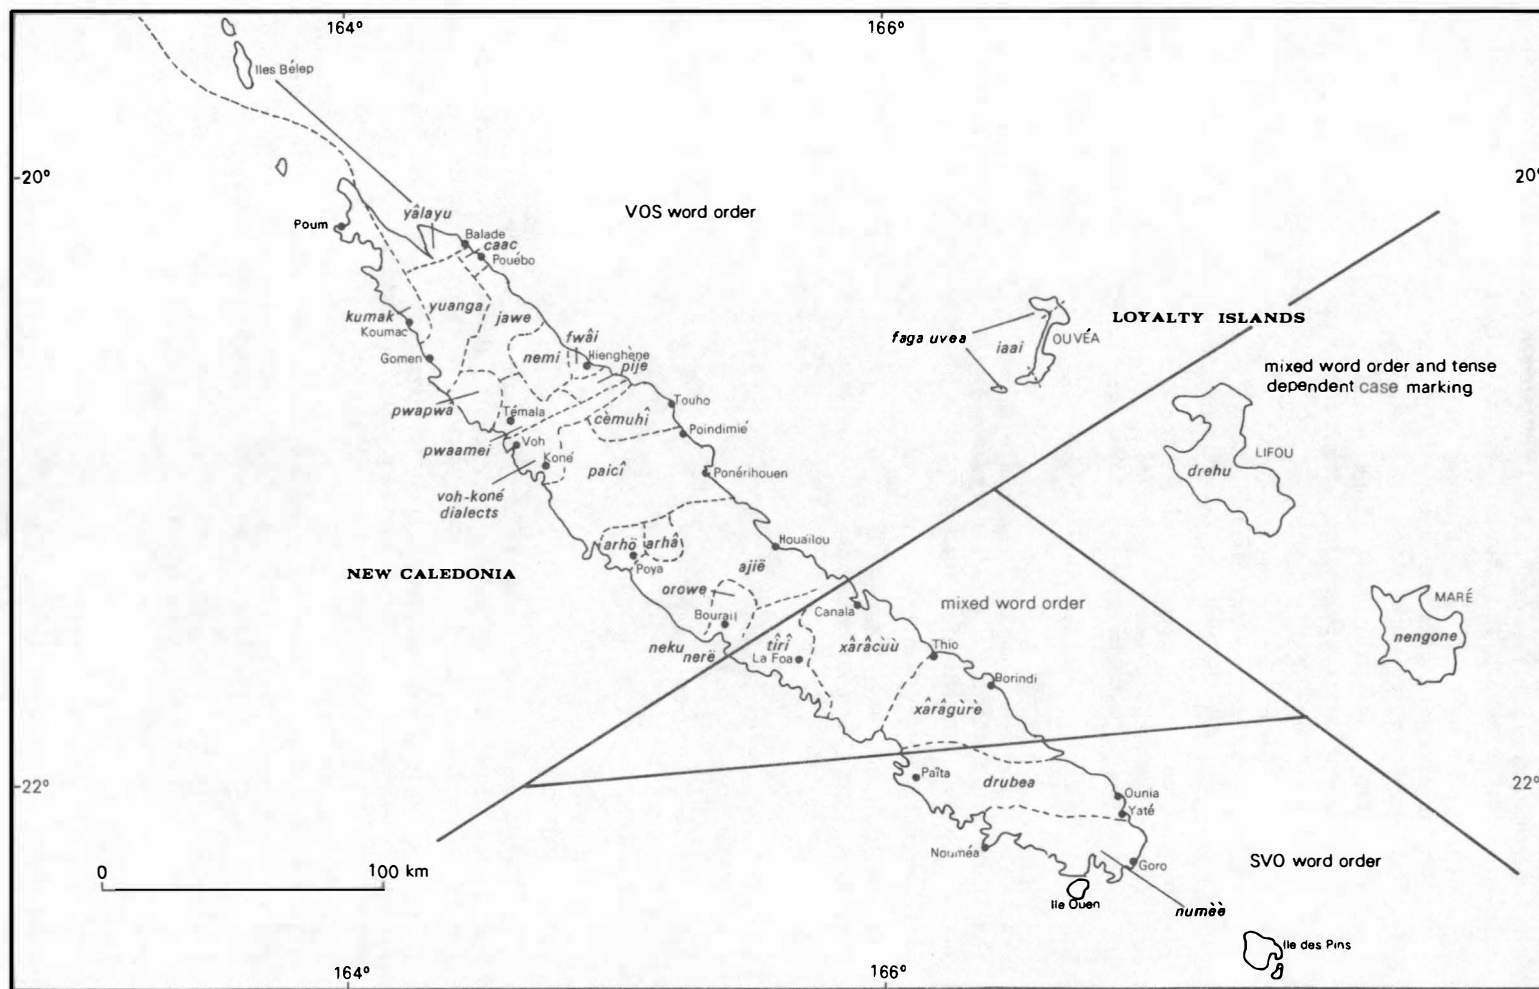 164°
166°
Iles Bélep
20°
20°
VOS word order
yâlayu
Poum
Balade
caac
Pouébo
yuanga
jawe
kumak
Koumac
fwâi
LOYALTY ISLANDS
faga uvea
iaai
OUVÉA
Gomen
nemi
Hienghène
pije
mixed word order and tense
dependent case marking
pwapwâ
Témala
Touho
cèmuhî
Poindimié
pwaamei
Voh
Koné
paicî
Ponérihouen
LIFOU
drehu
voh-koné
dialects
arhö
arhâ
Houaïlou
Poya
ajië
NEW CALEDONIA
orowe
Bourail
Canala
mixed word order
MARÉ
nengone
neku
nerë
tîrî
La Foa
xârâcùù
Thio
Borindi
xârâgùrè
22°
22°
Païta
drubea
Ounia
Yaté
Nouméa
Goro
SVO word order
0
100 km
Ile Ouen
numèè
Ile des Pins
164°
166°